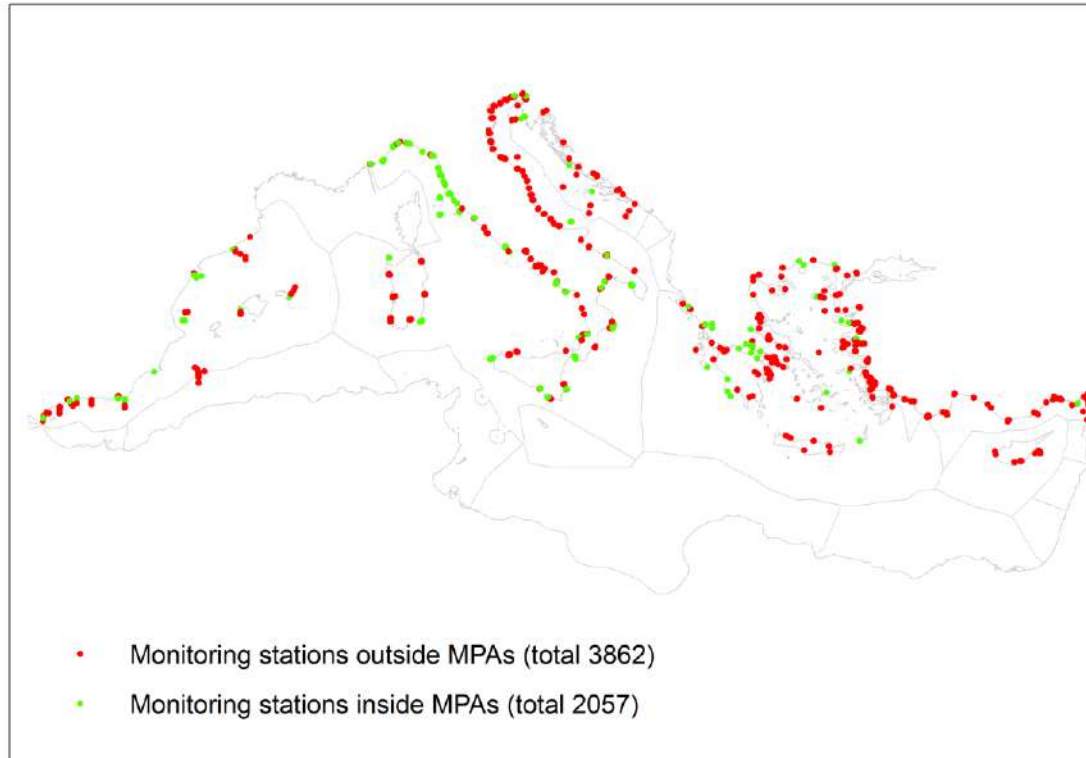 Monitoring stations outside MPAs (total 3862)
Monitoring stations inside MPAs (total 2057)